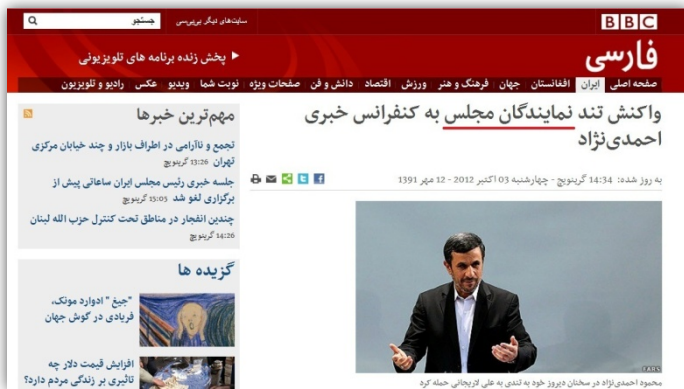 BBC
سایت‌های دیگر بی‌بی‌سی
جستجو
فارسی
پخش زنده برنامه های تلویزیونی
صفحه اصلی ایران افغانستان جهان فرهنگ و هنر ورزش اقتصاد دانش و فن صفحات ویژه نوبت شما ویدیو عکس رادیو و تلویزیون
واکنش تند نمایندگان مجلس به کنفرانس خبری
احمدی‌نژاد
به روز شده: 14:34 گرینویچ - چهارشنبه 03 اکتبر 2012 - 12 مهر 1391
FARS
محمود احمدی‌نژاد در سخنان دیروز خود به تندی به علی لاریجانی حمله کرد
مهم‌ترین خبرها
تجمع و ناآرامی در اطراف بازار و چند خیابان مرکزی
تهران 13:26 گرینویچ
جلسه خبری رئیس مجلس ایران ساعاتی پیش از
برگزاری لغو شد 15:05 گرینویچ
چندین انفجار در مناطق تحت کنترل حزب الله لبنان
14:26 گرینویچ
گزیده ها
"جیغ" ادوارد مونک،
فریادی در گوش جهان
افزایش قیمت دلار چه
تاثیری بر زندگی مردم دارد؟